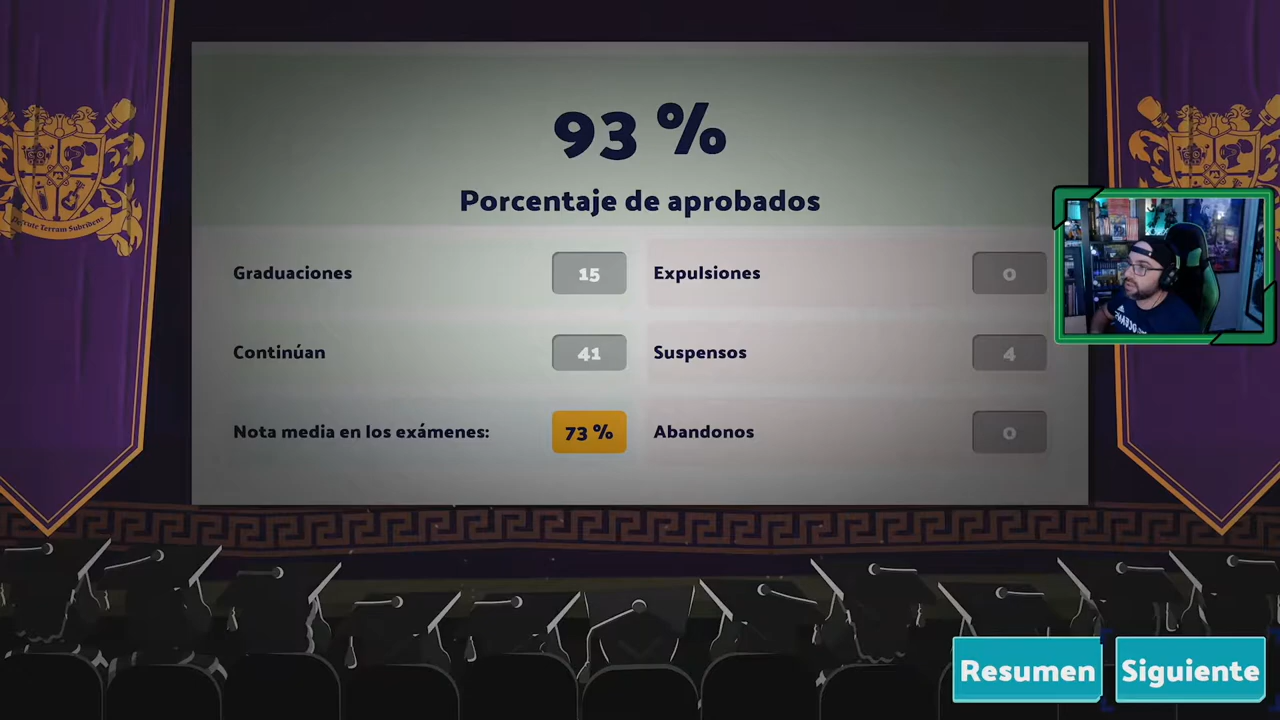 93 %
Porcentaje de aprobados
Graduaciones 15 Expulsiones 0
Continúan 41 Suspensos 4
Nota media en los exámenes: 73 % Abandonos 0
Resumen Siguiente